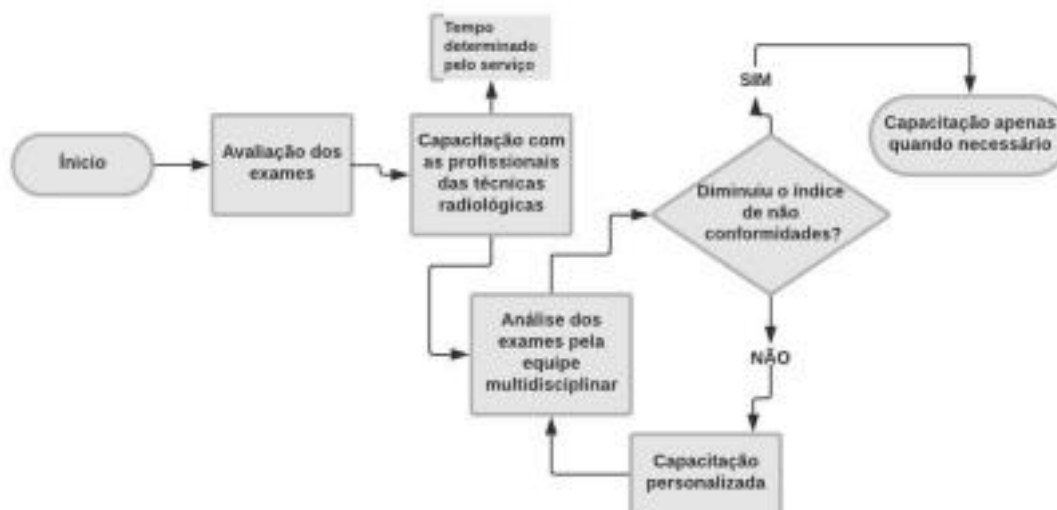 Tempo
determinado
pelo serviço
SIM
Capacitação apenas
quando necessário
Ínicio
Avaliação dos
exames
Capacitação com
as profissionais
das técnicas
radiológicas
Diminuiu o índice
de não
conformidades?
Análise dos
exames pela
equipe
multidisciplinar
NÃO
Capacitação
personalizada